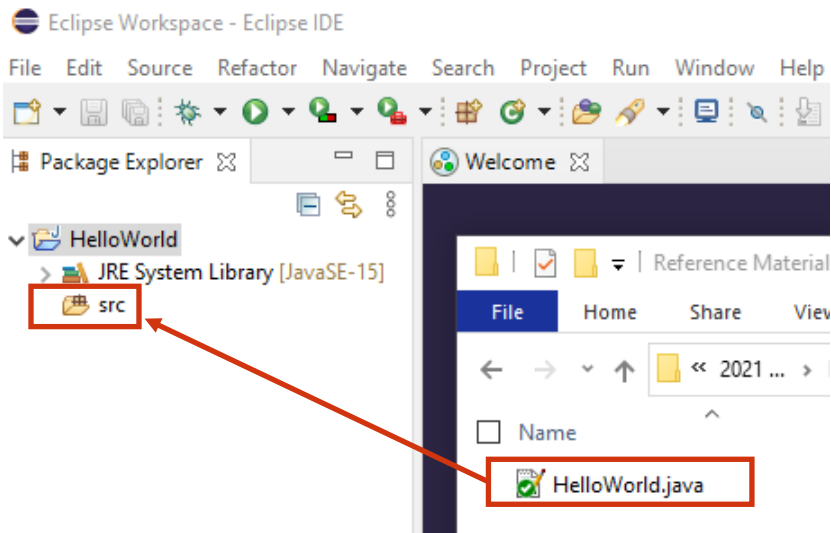 Eclipse Workspace - Eclipse IDE
File Edit Source Refactor Navigate Search Project Run Window Help
Package Explorer
Welcome
HelloWorld
JRE System Library [JavaSE-15]
src
Reference Material
File Home Share View
« 2021 ... ›
Name
HelloWorld.java